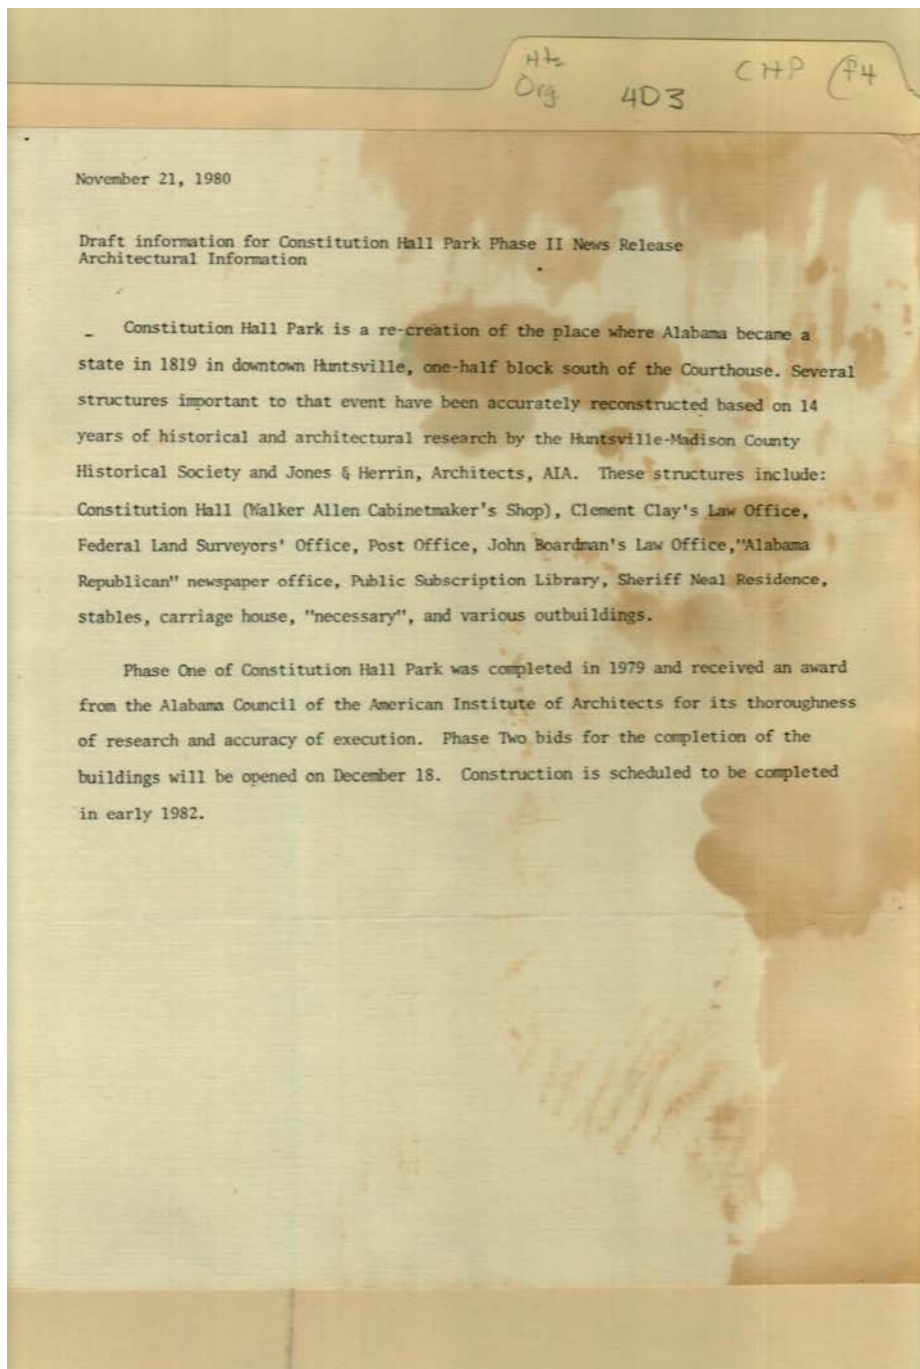 Hts
Org
4D3
CHP
f4
November 21, 1980
Draft information for Constitution Hall Park Phase II News Release
Architectural Information
Constitution Hall Park is a re-creation of the place where Alabama became a
state in 1819 in downtown Huntsville, one-half block south of the Courthouse. Several
structures important to that event have been accurately reconstructed based on 14
years of historical and architectural research by the Huntsville-Madison County
Historical Society and Jones & Herrin, Architects, AIA. These structures include:
Constitution Hall (Walker Allen Cabinetmaker's Shop), Clement Clay's Law Office,
Federal Land Surveyors' Office, Post Office, John Boardman's Law Office,"Alabama
Republican" newspaper office, Public Subscription Library, Sheriff Neal Residence,
stables, carriage house, "necessary", and various outbuildings.
Phase One of Constitution Hall Park was completed in 1979 and received an award
from the Alabama Council of the American Institute of Architects for its thoroughness
of research and accuracy of execution. Phase Two bids for the completion of the
buildings will be opened on December 18. Construction is scheduled to be completed
in early 1982.